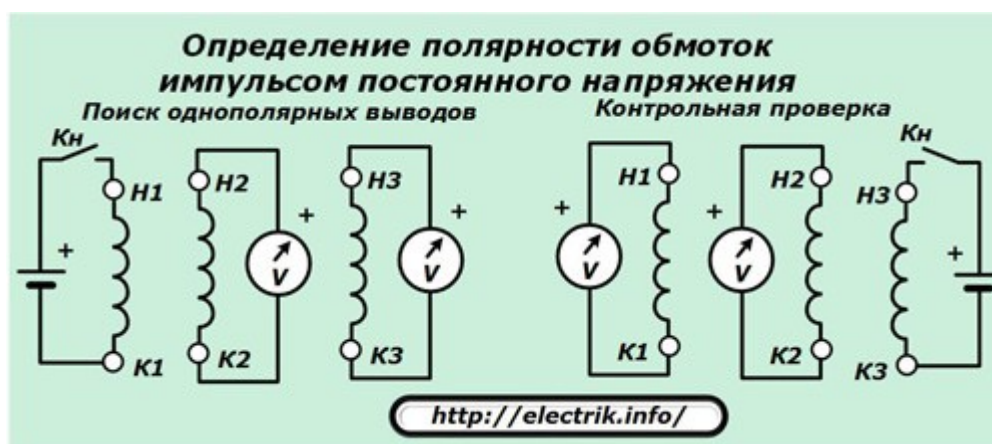 Определение полярности обмоток
импульсом постоянного напряжения
Поиск однополярных выводов
Контрольная проверка
Кн
Н1
+
К1
Н2
+
V
К2
Н3
+
V
К3
Н1
+
V
К1
Н2
+
V
К2
Кн
Н3
+
К3
http://electrik.info/